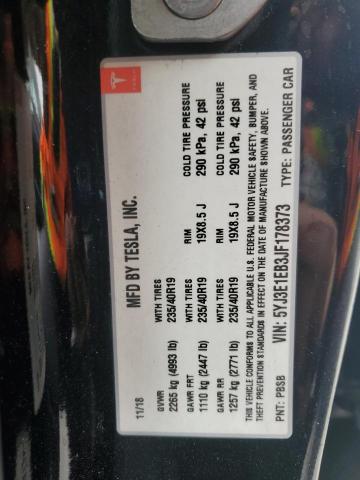 TESLA
MFD BY TESLA, INC.
11/18
GVWR WITH TIRES RIM COLD TIRE PRESSURE
2265 kg (4993 lb) 235/40R19 19X8.5 J 290 kPa, 42 psi
GAWR FRT WITH TIRES
1110 kg (2447 lb) 235/40R19
GAWR RR WITH TIRES RIM COLD TIRE PRESSURE
1257 kg (2771 lb) 235/40R19 19X8.5 J 290 kPa, 42 psi
THIS VEHICLE CONFORMS TO ALL APPLICABLE U.S. FEDERAL MOTOR VEHICLE SAFETY, BUMPER, AND
THEFT PREVENTION STANDARDS IN EFFECT ON THE DATE OF MANUFACTURE SHOWN ABOVE.
VIN: 5YJ3E1EB3JF178373
PNT: PBSB TYPE: PASSENGER CAR